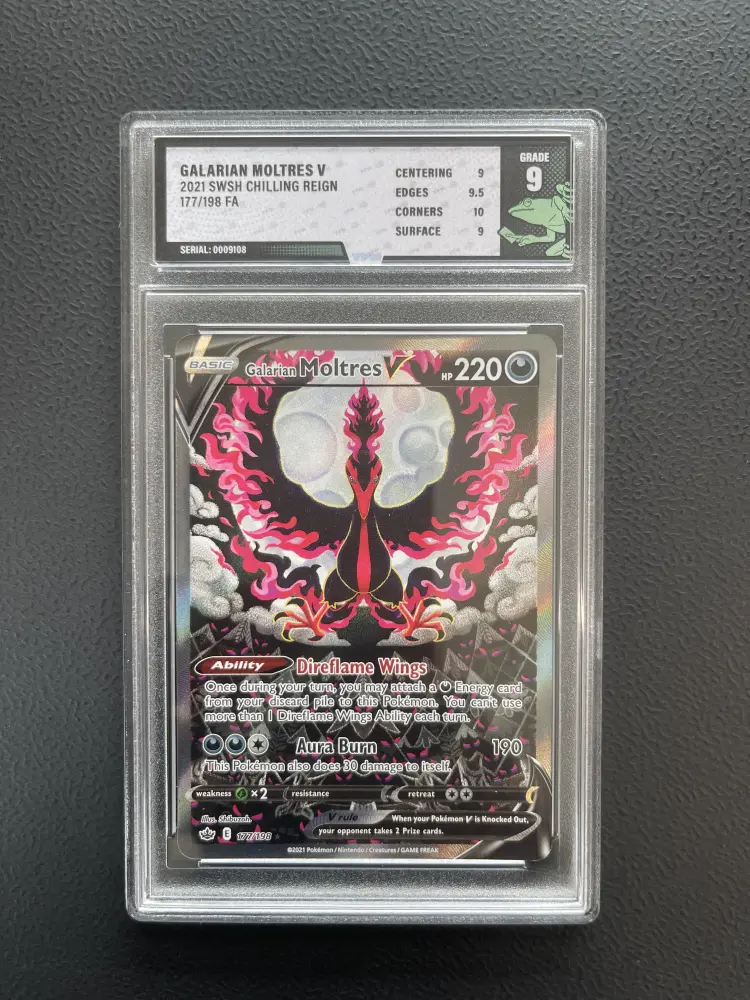 GALARIAN MOLTRES V
2021 SWSH CHILLING REIGN
177/198 FA
SERIAL: 0009108
CENTERING 9
EDGES 9.5
CORNERS 10
SURFACE 9
GRADE
9
BASIC
Galarian Moltres V
HP 220
Ability Direflame Wings
Once during your turn, you may attach a Energy card
from your discard pile to this Pokémon. You can't use
more than 1 Direflame Wings Ability each turn.
Aura Burn 190
This Pokémon also does 30 damage to itself.
weakness ×2 resistance retreat
Illus. Shibuzoh.
E 177/198
V rule
When your Pokémon V is Knocked Out,
your opponent takes 2 Prize cards.
©2021 Pokémon / Nintendo / Creatures / GAME FREAK